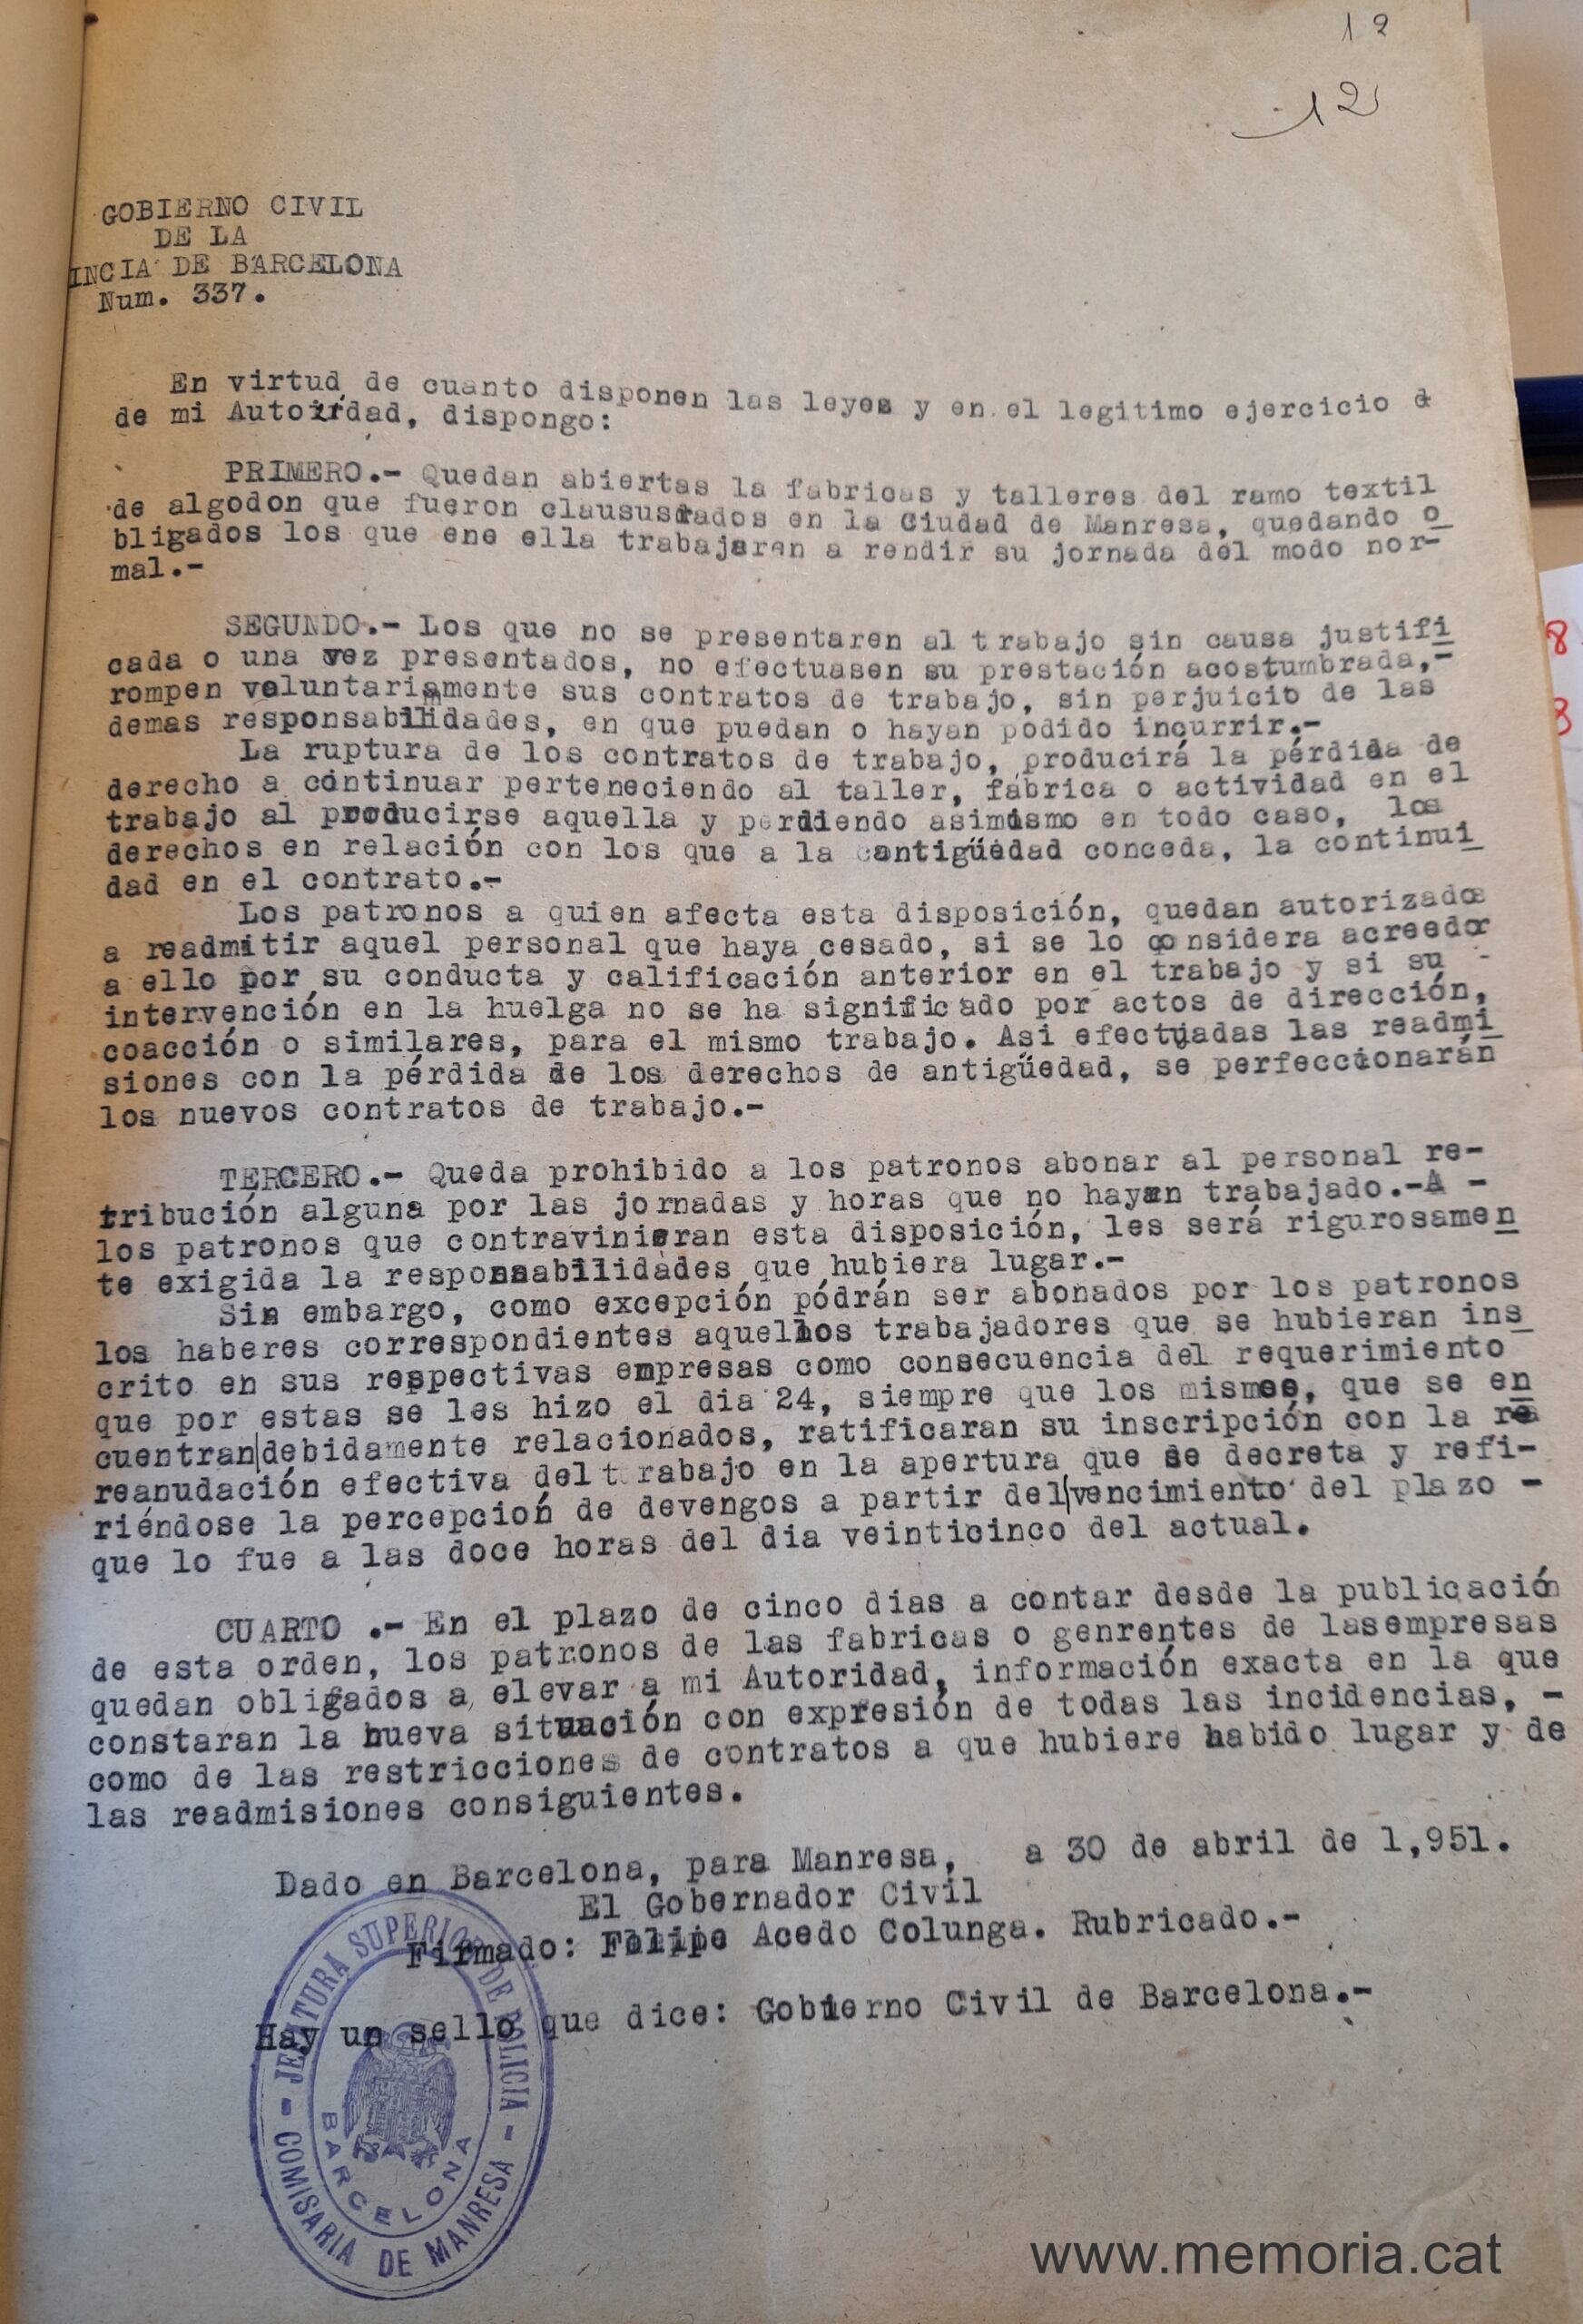 12
12
GOBIERNO CIVIL
DE LA
INCIA DE BARCELONA
Num. 337.
En virtud de cuanto disponen las leyes y en el legitimo ejercicio d
de mi Autoirdad, dispongo:
PRIMERO.- Quedan abiertas la fabricas y talleres del ramo textil
de algodon que fueron claususrados en la Ciudad de Manresa, quedando o
bligados los que ene ella trabajaren a rendir su jornada del modo nor-
mal.-
SEGUNDO.- Los que no se presentaren al trabajo sin causa justifi
cada o una vez presentados, no efectuasen su prestación acostumbrada,-
rompen voluntariamente sus contratos de trabajo, sin perjuicio de las
demas responsabilidades, en que puedan o hayan podido incurrir.-
La ruptura de los contratos de trabajo, producirá la pérdida de
derecho a continuar perteneciendo al taller, fábrica o actividad en el
trabajo al producirse aquella y perdiendo asimismo en todo caso, los
derechos en relación con los que a la antigüedad conceda, la continui
dad en el contrato.-
Los patronos a quien afecta esta disposición, quedan autorizados
a readmitir aquel personal que haya cesado, si se lo considera acreedor
a ello por su conducta y calificación anterior en el trabajo y si su -
intervención en la huelga no se ha significado por actos de dirección,
coacción o similares, para el mismo trabajo. Asi efectuadas las readmi
siones con la pérdida de los derechos de antigüedad, se perfeccionarán
los nuevos contratos de trabajo.-
TERCERO.- Queda prohibido a los patronos abonar al personal re-
tribución alguna por las jornadas y horas que no hayan trabajado.-A -
los patronos que contravinieran esta disposición, les será rigurosamen
te exigida la responsabilidades que hubiera lugar.-
Sin embargo, como excepción pódrán ser abonados por los patronos
los haberes correspondientes aquellos trabajadores que se hubieran ins
crito en sus respectivas empresas como consecuencia del requerimiento
que por estas se les hizo el dia 24, siempre que los mismos, que se en
cuentran debidamente relacionados, ratificaran su inscripción con la re
reanudación efectiva del trabajo en la apertura que se decreta y refi-
riéndose la percepción de devengos a partir del vencimiento del plazo -
que lo fue a las doce horas del dia veinticinco del actual.
CUARTO .- En el plazo de cinco dias a contar desde la publicación
de esta orden, los patronos de las fabricas o genrentes de lasempresas
quedan obligados a elevar a mi Autoridad, información exacta en la que
constaran la nueva situación con expresión de todas las incidencias, -
como de las restricciones de contratos a que hubiere habido lugar y de
las readmisiones consiguientes.
Dado en Barcelona, para Manresa, a 30 de abril de 1,951.
El Gobernador Civil
Firmado: Felipe Acedo Colunga. Rubricado.-
Hay un sello que dice: Gobierno Civil de Barcelona.-
JEFATURA SUPERIOR DE POLICIA
BARCELONA
- COMISARIA DE MANRESA -
8
8
www.memoria.cat